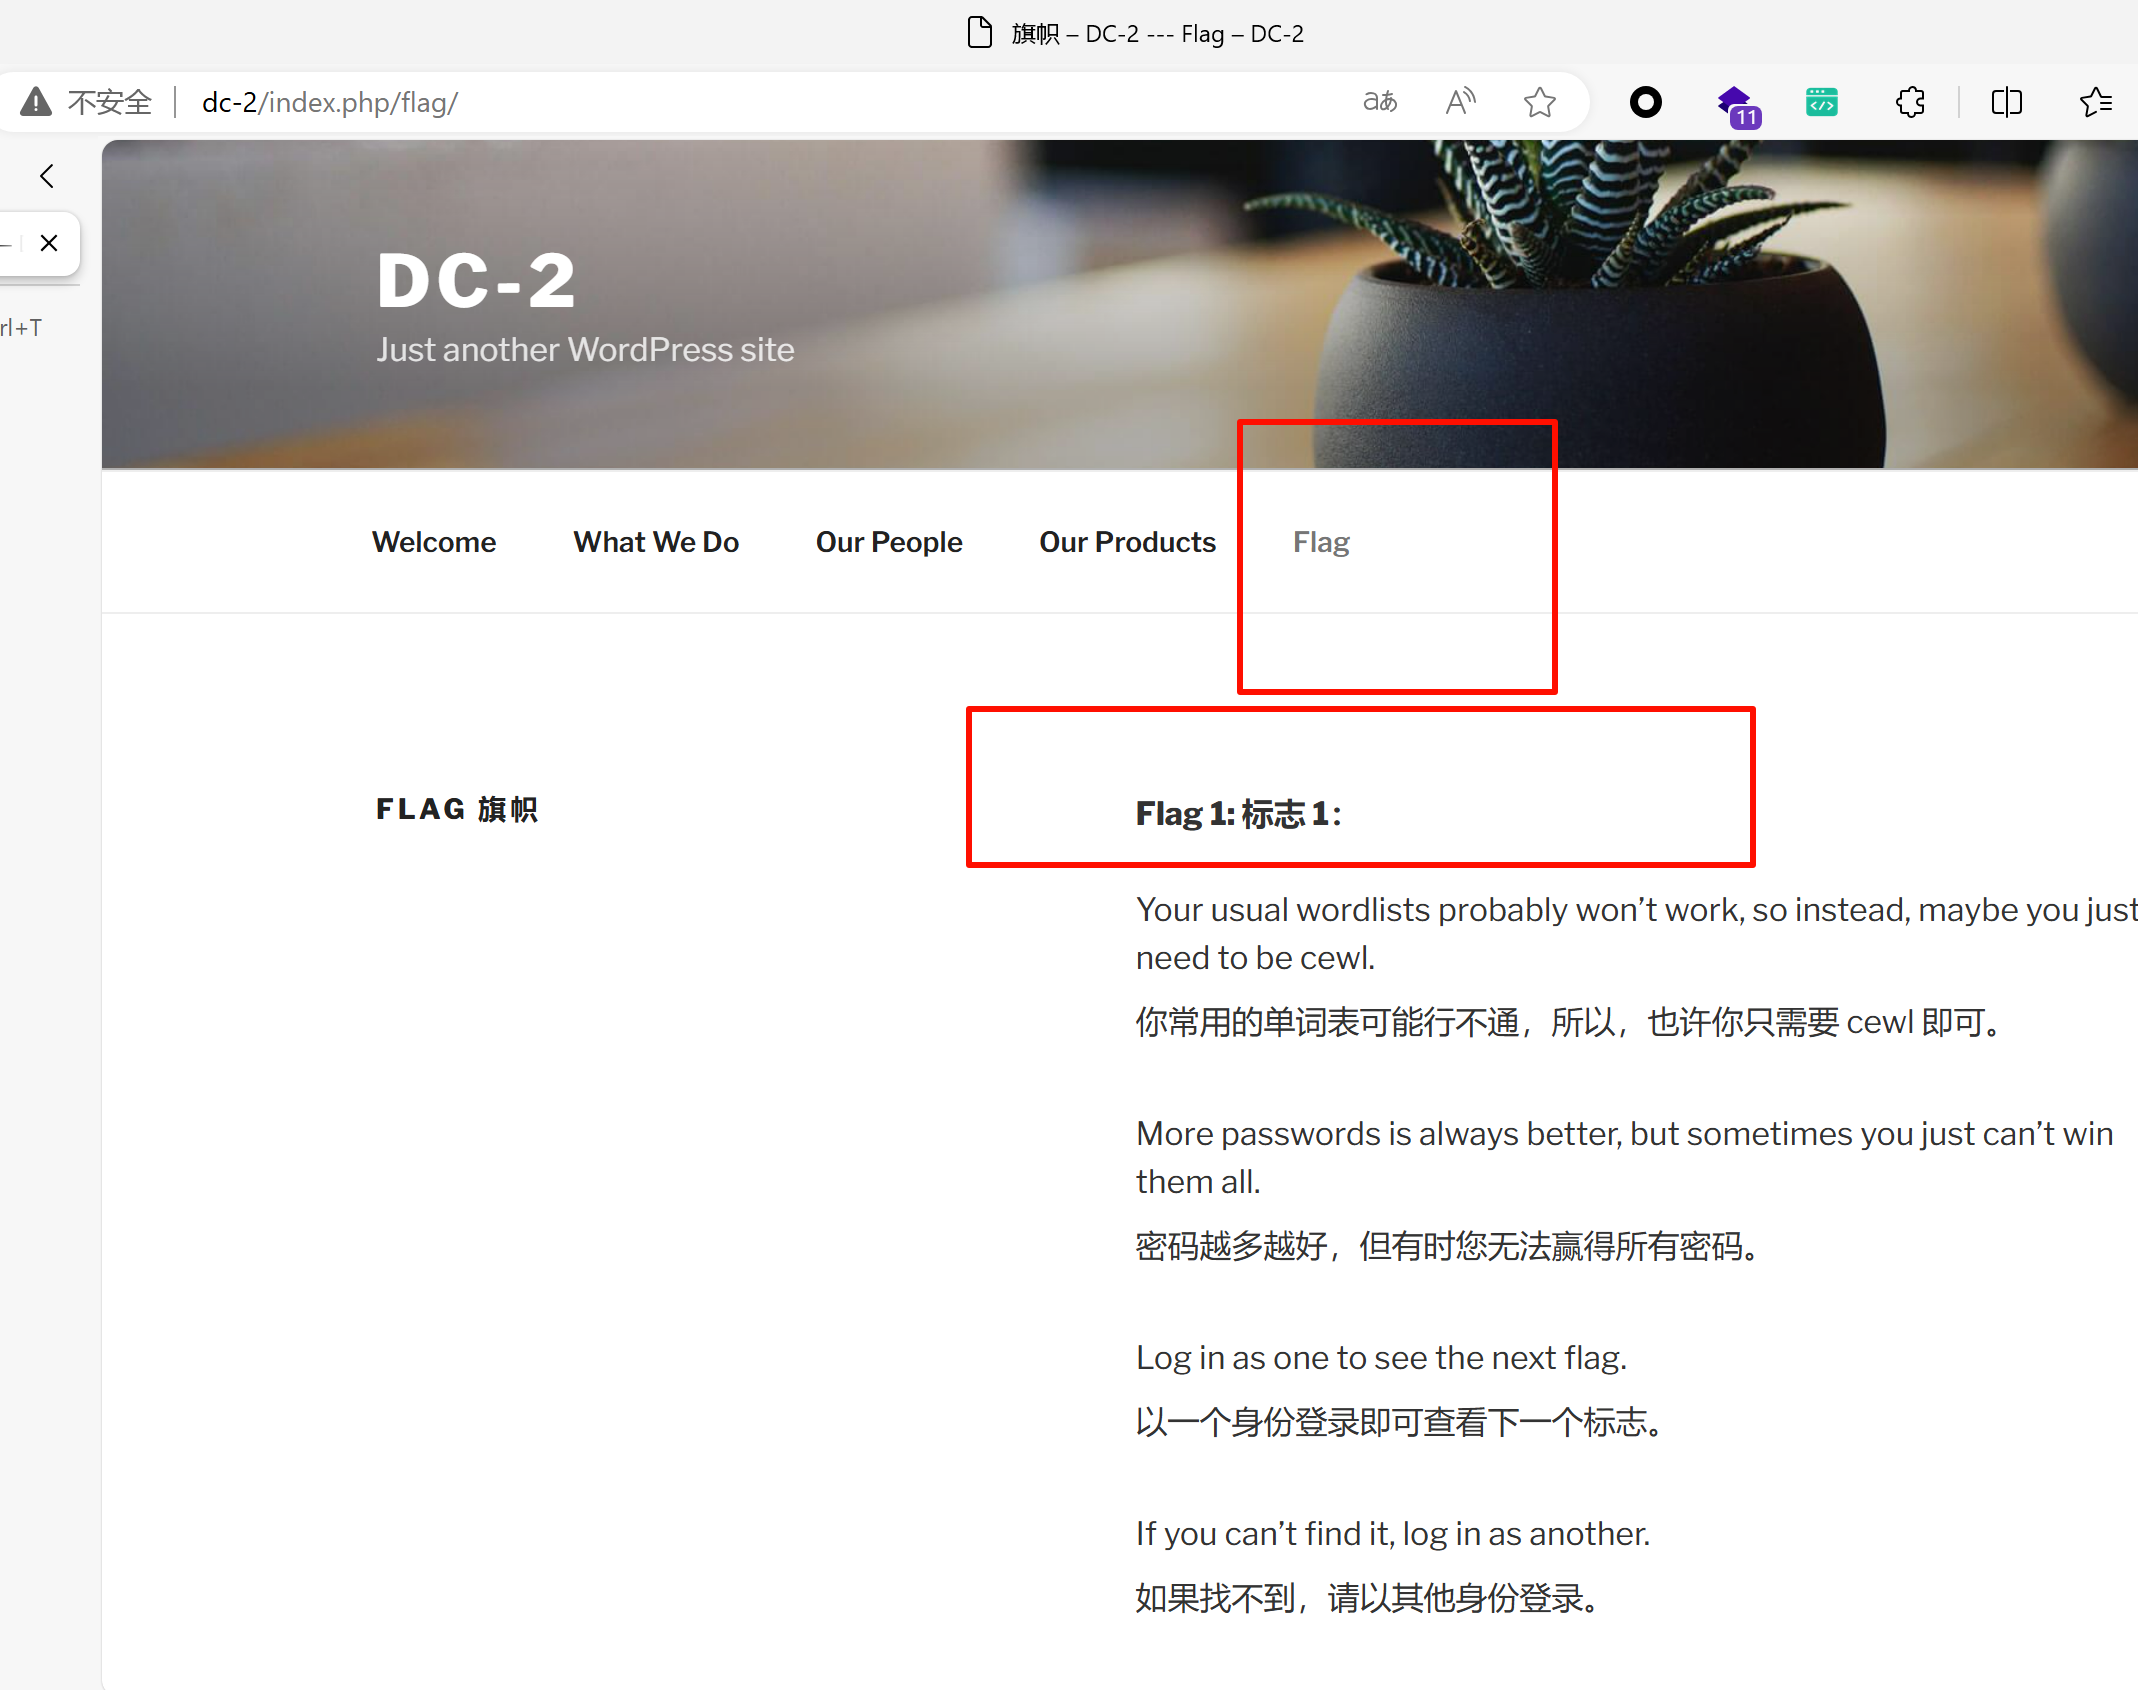 旗帜 – DC-2 --- Flag – DC-2
不安全 dc-2/index.php/flag/
aあ
A
11
rl+T
DC-2
Just another WordPress site
Welcome What We Do Our People Our Products Flag
FLAG 旗帜
Flag 1: 标志 1：
Your usual wordlists probably won’t work, so instead, maybe you just
need to be cewl.
你常用的单词表可能行不通，所以，也许你只需要 cewl 即可。
More passwords is always better, but sometimes you just can’t win
them all.
密码越多越好，但有时您无法赢得所有密码。
Log in as one to see the next flag.
以一个身份登录即可查看下一个标志。
If you can’t find it, log in as another.
如果找不到，请以其他身份登录。